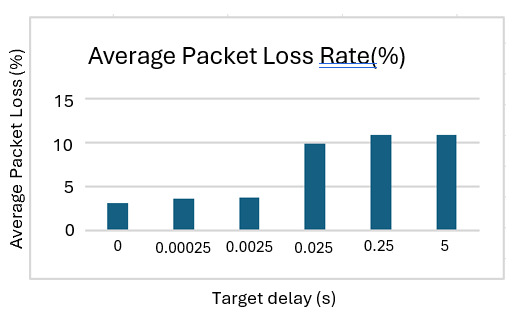 Average Packet Loss Rate(%)
Average Packet Loss (%)
15
10
5
0
0 0.00025 0.0025 0.025 0.25 5
Target delay (s)